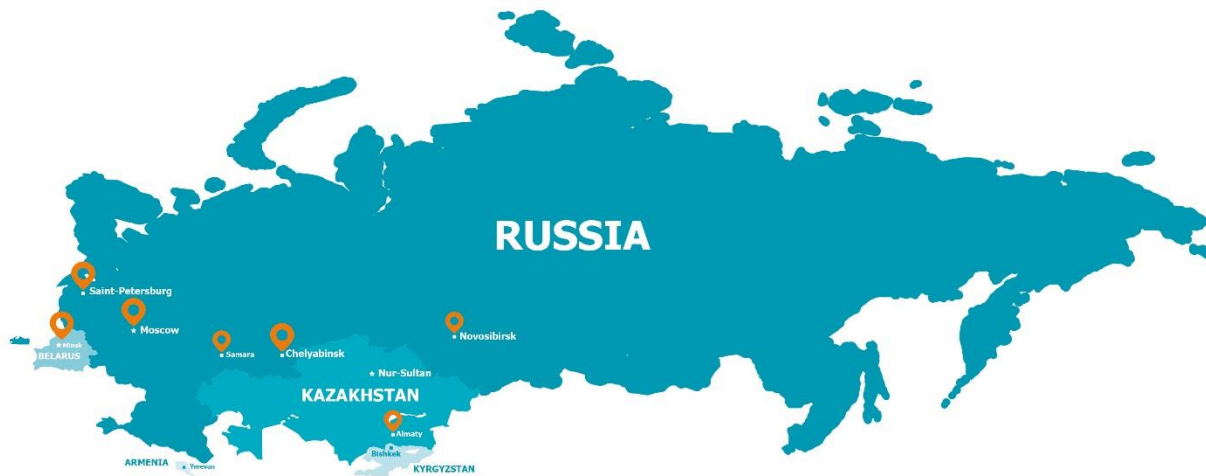 RUSSIA
Saint-Petersburg
Moscow
Minsk
BELARUS
Samara
Chelyabinsk
Novosibirsk
Nur-Sultan
KAZAKHSTAN
Almaty
Bishkek
ARMENIA
Yerevan
KYRGYZSTAN